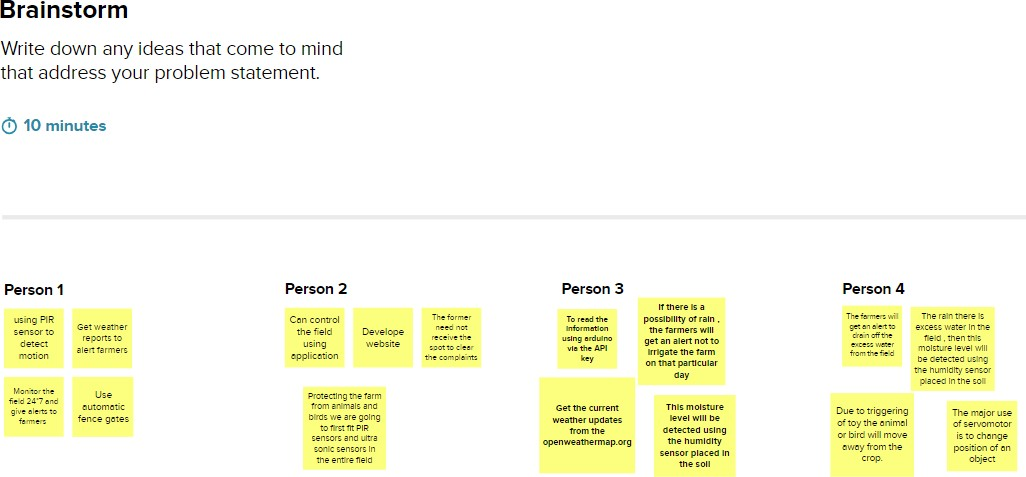 Brainstorm
Write down any ideas that come to mind
that address your problem statement.
10 minutes
Person 1
using PIR
sensor to
detect
motion
Get weather
reports to
alert farmers
Monitor the
field 24*7 and
give alerts to
farmers
Use
automatic
fence gates
Person 2
Can control
the field
using
application
Develope
website
The former
need not
receive the
spot to clear
the complaints
Protecting the farm
from animals and
birds we are going
to first fit PIR
sensors and ultra
sonic sensors in
the entire field
Person 3
To read the
information
using arduino
via the API
key
If there is a
possibility of rain ,
the farmers will
get an alert not to
irrigate the farm
on that particular
day
Get the current
weather updates
from the
openweathermap.org
This moisture
level will be
detected using
the humidity
sensor placed in
the soil
Person 4
The farmers will
get an alert to
drain off the
excess water
from the field
The rain there is
excess water in the
field , then this
moisture level will
be detected using
the humidity sensor
placed in the soil
Due to triggering
of toy the animal
or bird will move
away from the
crop.
The major use
of servomotor
is to change
position of an
object